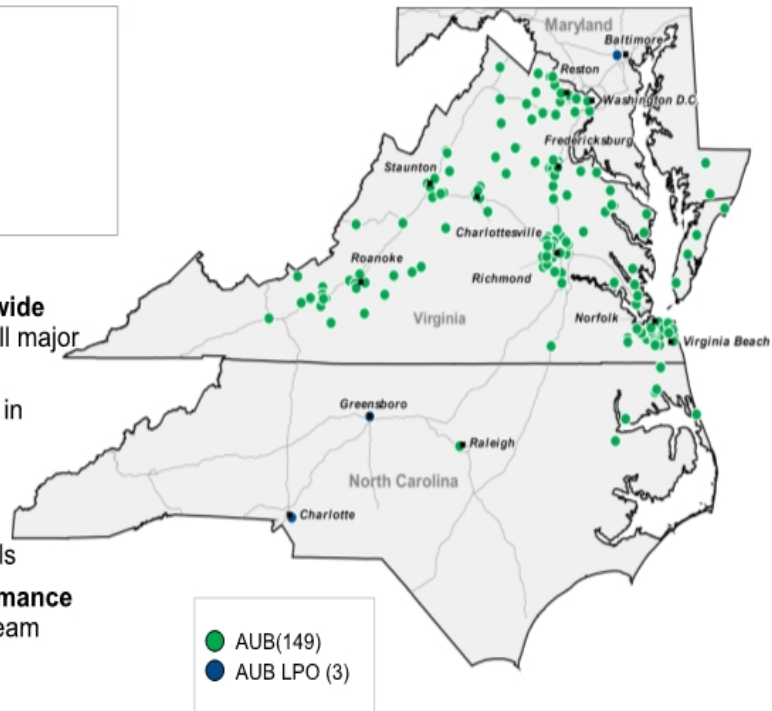 Maryland
Baltimore
Reston
Washington D.C.
Fredericksburg
Staunton
Charlottesville
Roanoke
Richmond
wide
ll major
Virginia
Norfolk
Virginia Beach
in
Greensboro
Raleigh
North Carolina
Charlotte
ls
mance
eam
AUB(149)
AUB LPO (3)